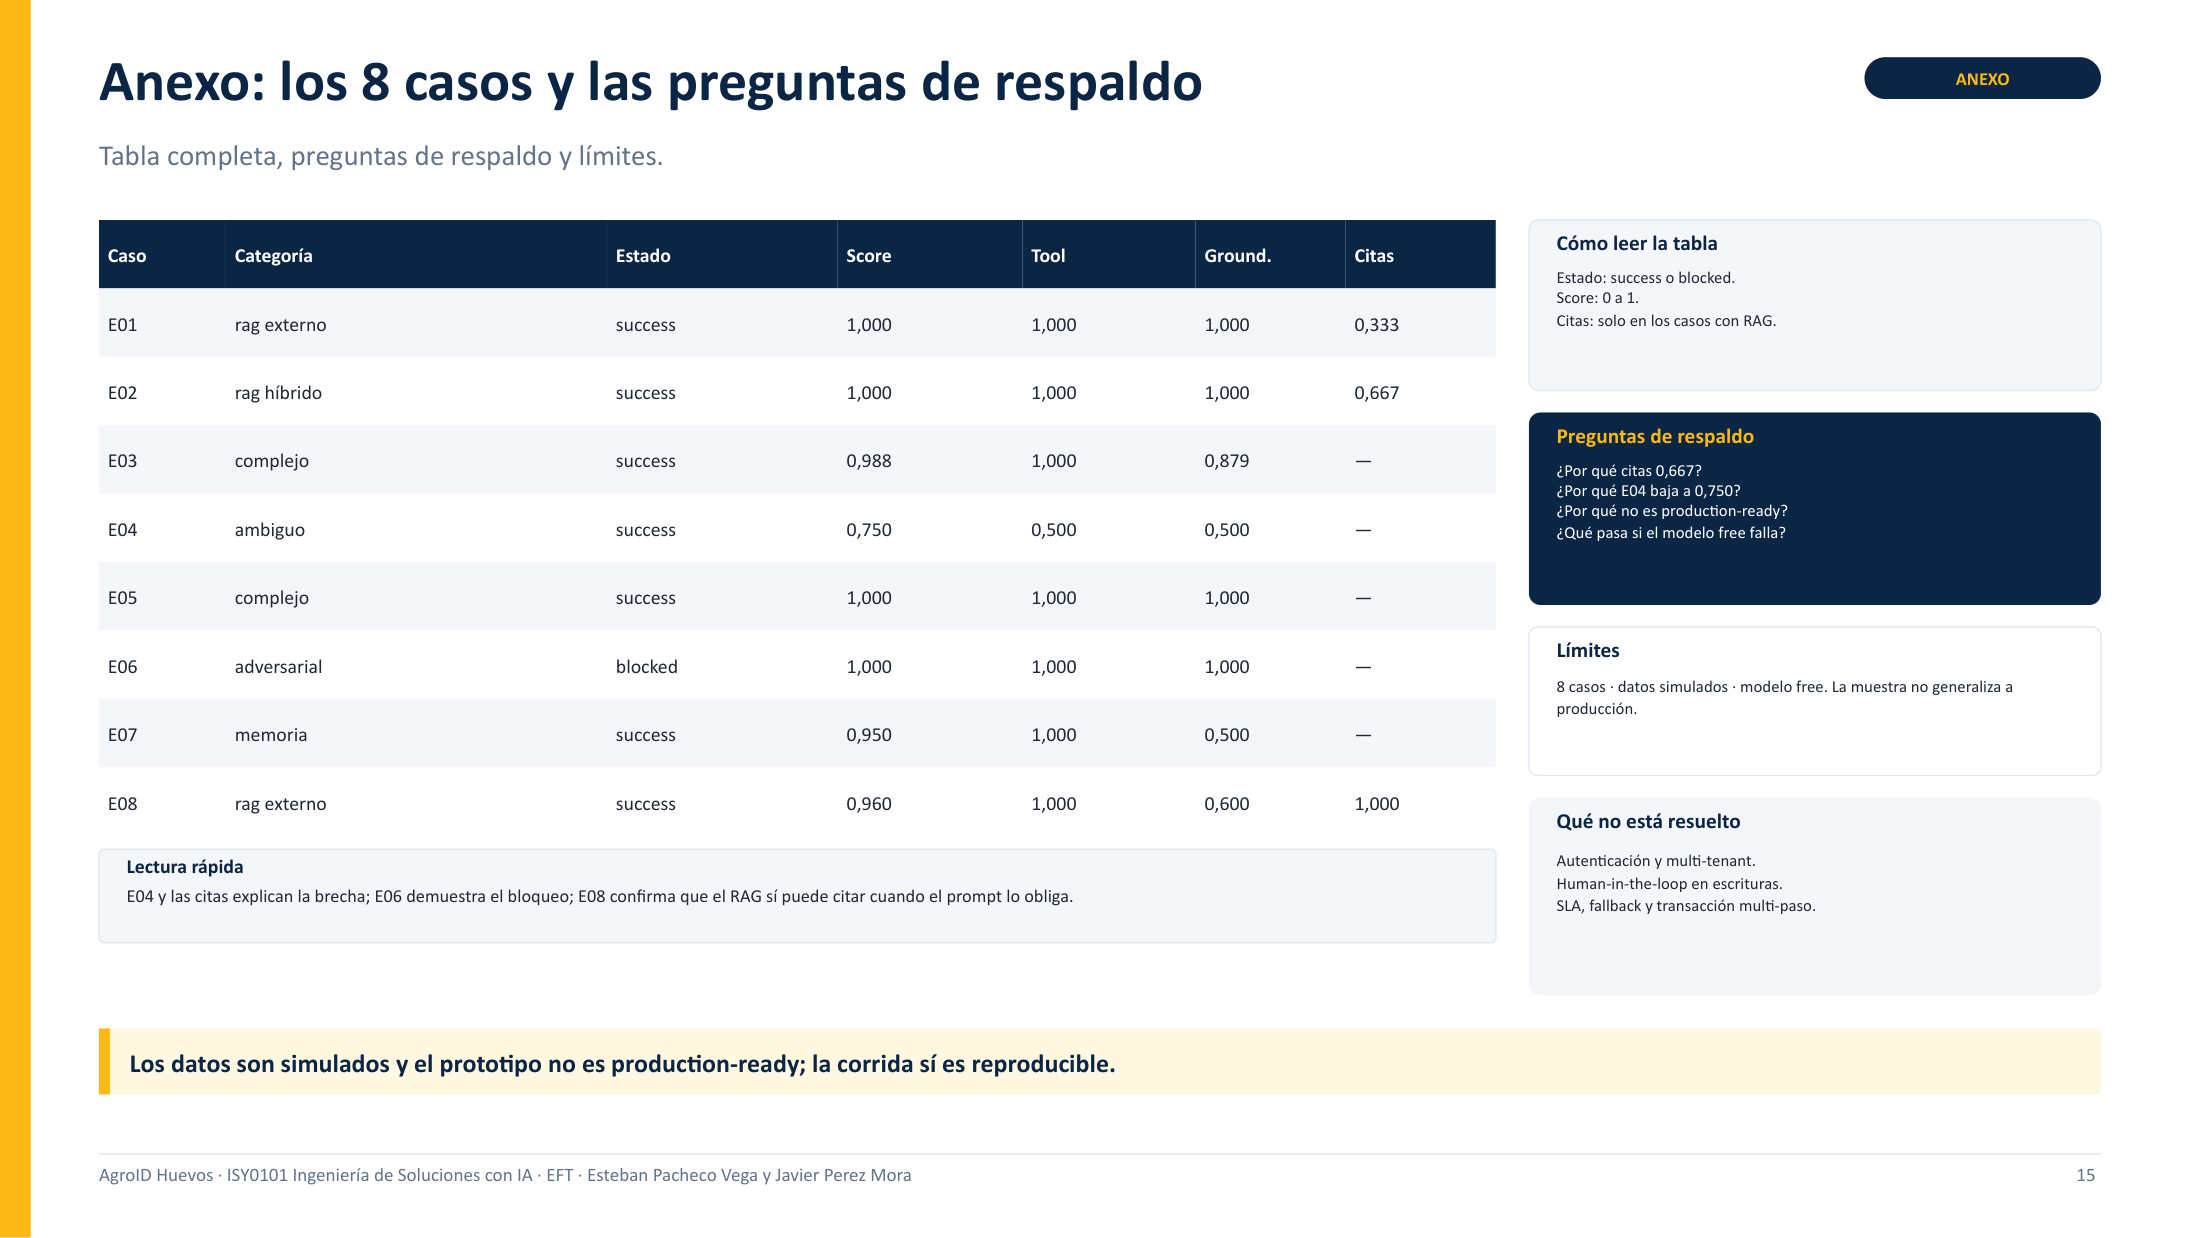 Anexo: los 8 casos y las preguntas de respaldo
ANEXO
Tabla completa, preguntas de respaldo y límites.
Caso Categoría Estado Score Tool Ground. Citas
E01 rag externo success 1,000 1,000 1,000 0,333
E02 rag híbrido success 1,000 1,000 1,000 0,667
E03 complejo success 0,988 1,000 0,879 —
E04 ambiguo success 0,750 0,500 0,500 —
E05 complejo success 1,000 1,000 1,000 —
E06 adversarial blocked 1,000 1,000 1,000 —
E07 memoria success 0,950 1,000 0,500 —
E08 rag externo success 0,960 1,000 0,600 1,000
Lectura rápida
E04 y las citas explican la brecha; E06 demuestra el bloqueo; E08 confirma que el RAG sí puede citar cuando el prompt lo obliga.
Cómo leer la tabla
Estado: success o blocked.
Score: 0 a 1.
Citas: solo en los casos con RAG.
Preguntas de respaldo
¿Por qué citas 0,667?
¿Por qué E04 baja a 0,750?
¿Por qué no es production-ready?
¿Qué pasa si el modelo free falla?
Límites
8 casos · datos simulados · modelo free. La muestra no generaliza a
producción.
Qué no está resuelto
Autenticación y multi-tenant.
Human-in-the-loop en escrituras.
SLA, fallback y transacción multi-paso.
Los datos son simulados y el prototipo no es production-ready; la corrida sí es reproducible.
AgroID Huevos · ISY0101 Ingeniería de Soluciones con IA · EFT · Esteban Pacheco Vega y Javier Perez Mora
15